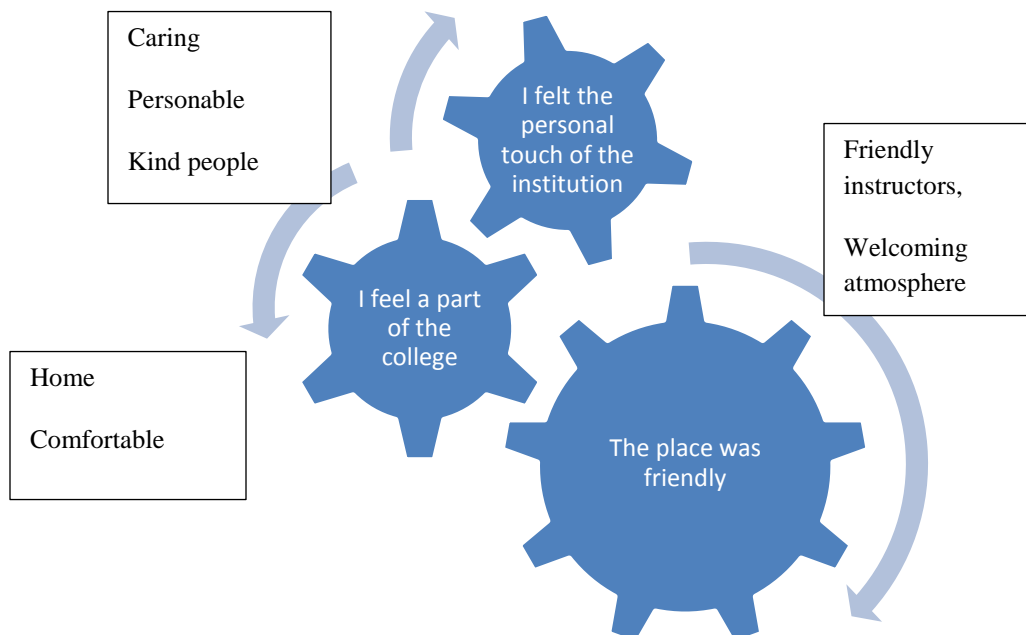 Caring
Personable
Kind people
I felt the
personal
touch of the
institution
Friendly
instructors,
Welcoming
atmosphere
I feel a part
of the
college
Home
Comfortable
The place was
friendly